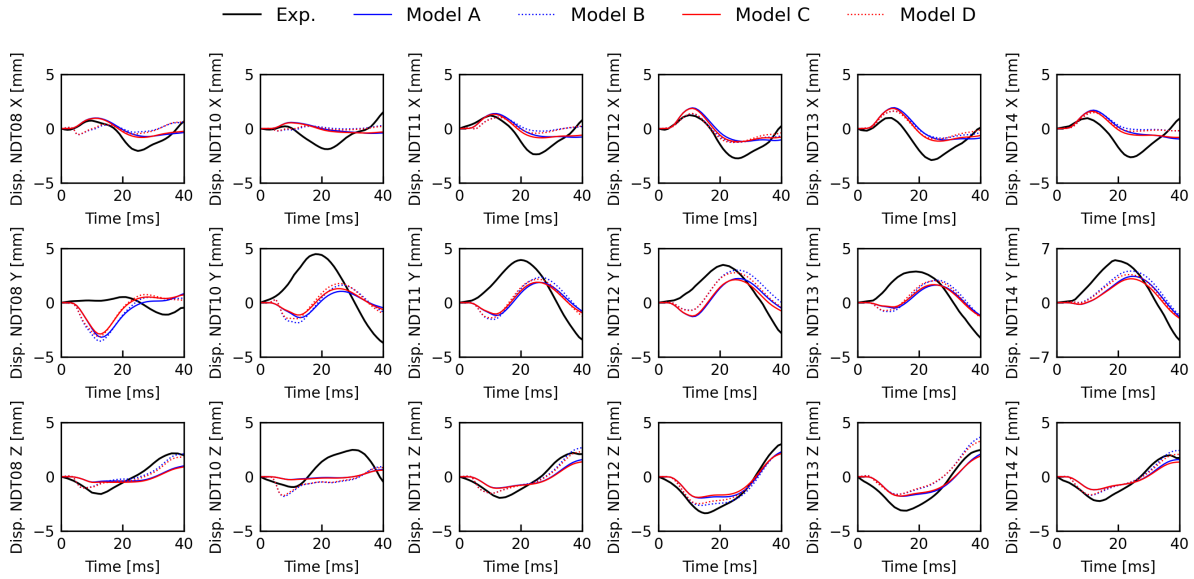 Exp. Model A Model B Model C Model D
Disp. NDT08 X [mm] 5 0 −5 0 20 40 Time [ms]
Disp. NDT10 X [mm] 5 0 −5 0 20 40 Time [ms]
Disp. NDT11 X [mm] 5 0 −5 0 20 40 Time [ms]
Disp. NDT12 X [mm] 5 0 −5 0 20 40 Time [ms]
Disp. NDT13 X [mm] 5 0 −5 0 20 40 Time [ms]
Disp. NDT14 X [mm] 5 0 −5 0 20 40 Time [ms]
Disp. NDT08 Y [mm] 5 0 −5 0 20 40 Time [ms]
Disp. NDT10 Y [mm] 5 0 −5 0 20 40 Time [ms]
Disp. NDT11 Y [mm] 5 0 −5 0 20 40 Time [ms]
Disp. NDT12 Y [mm] 5 0 −5 0 20 40 Time [ms]
Disp. NDT13 Y [mm] 5 0 −5 0 20 40 Time [ms]
Disp. NDT14 Y [mm] 7 0 −7 0 20 40 Time [ms]
Disp. NDT08 Z [mm] 5 0 −5 0 20 40 Time [ms]
Disp. NDT10 Z [mm] 5 0 −5 0 20 40 Time [ms]
Disp. NDT11 Z [mm] 5 0 −5 0 20 40 Time [ms]
Disp. NDT12 Z [mm] 5 0 −5 0 20 40 Time [ms]
Disp. NDT13 Z [mm] 5 0 −5 0 20 40 Time [ms]
Disp. NDT14 Z [mm] 5 0 −5 0 20 40 Time [ms]